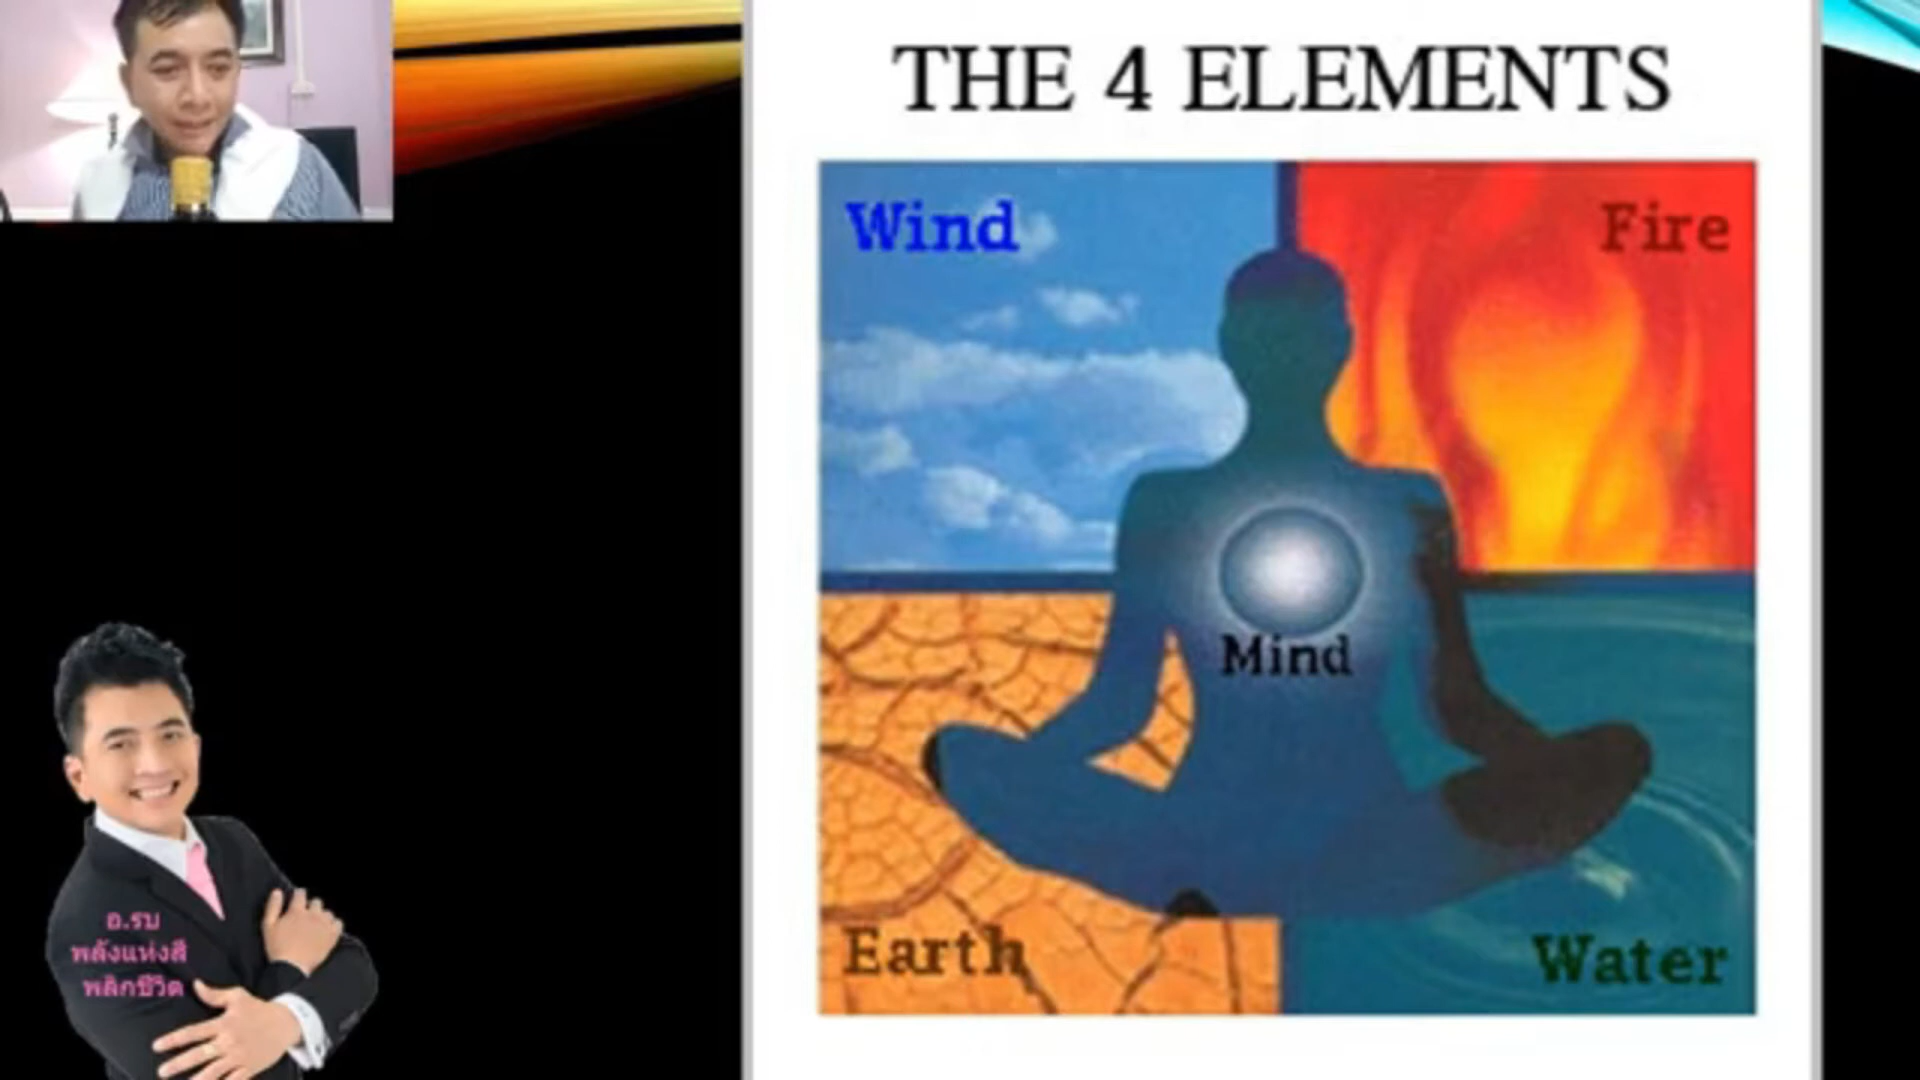 THE 4 ELEMENTS
Wind
Fire
Mind
Earth
Water
อ.รบ
พลังแห่งสี
พลิกชีวิต